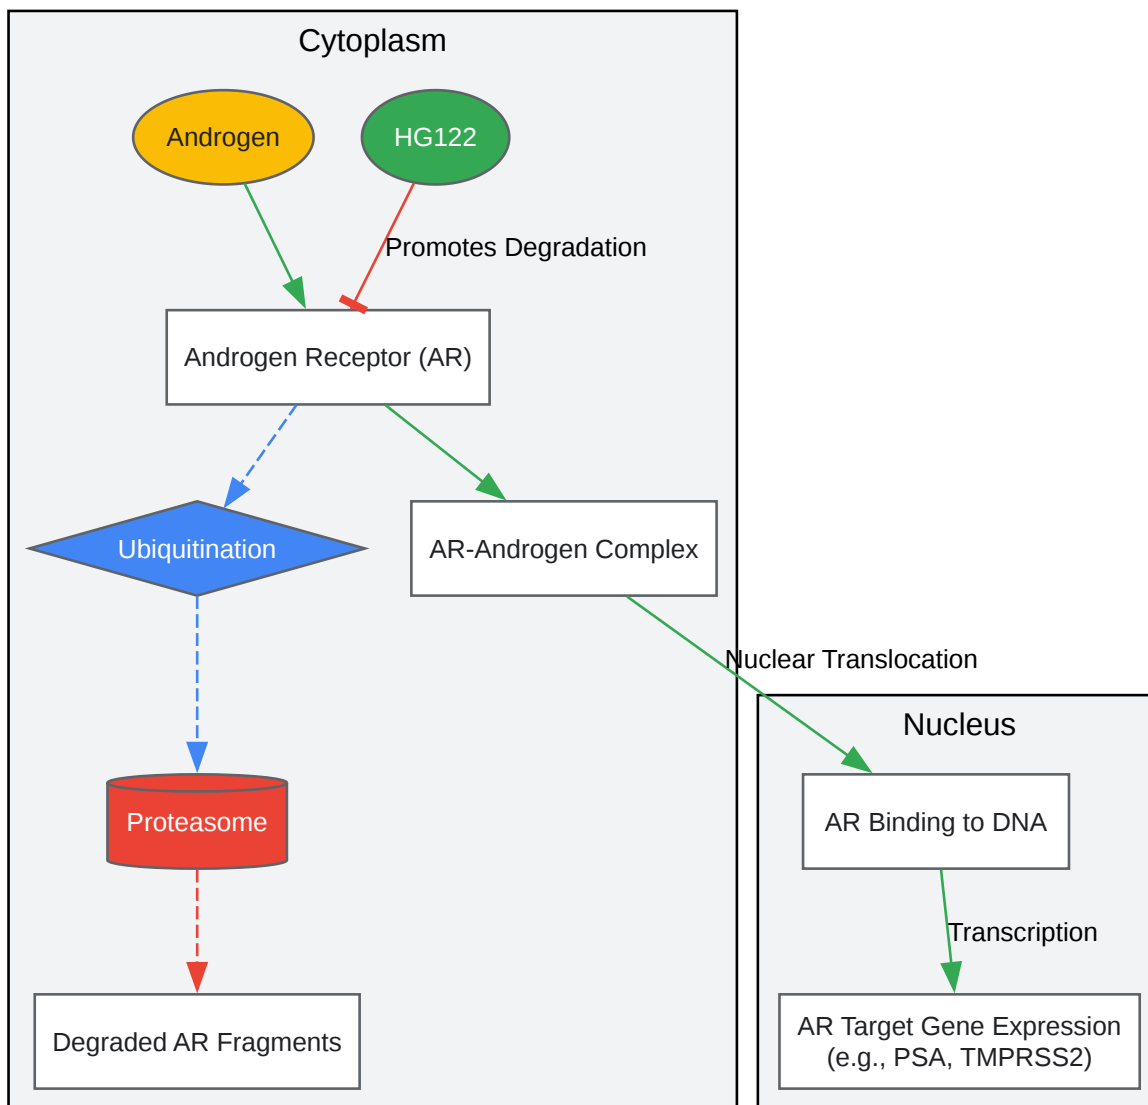 Cytoplasm
Androgen
HG122
Promotes Degradation
Androgen Receptor (AR)
Ubiquitination
AR-Androgen Complex
Nuclear Translocation
Nucleus
Proteasome
AR Binding to DNA
Transcription
Degraded AR Fragments
AR Target Gene Expression
(e.g., PSA, TMPRSS2)